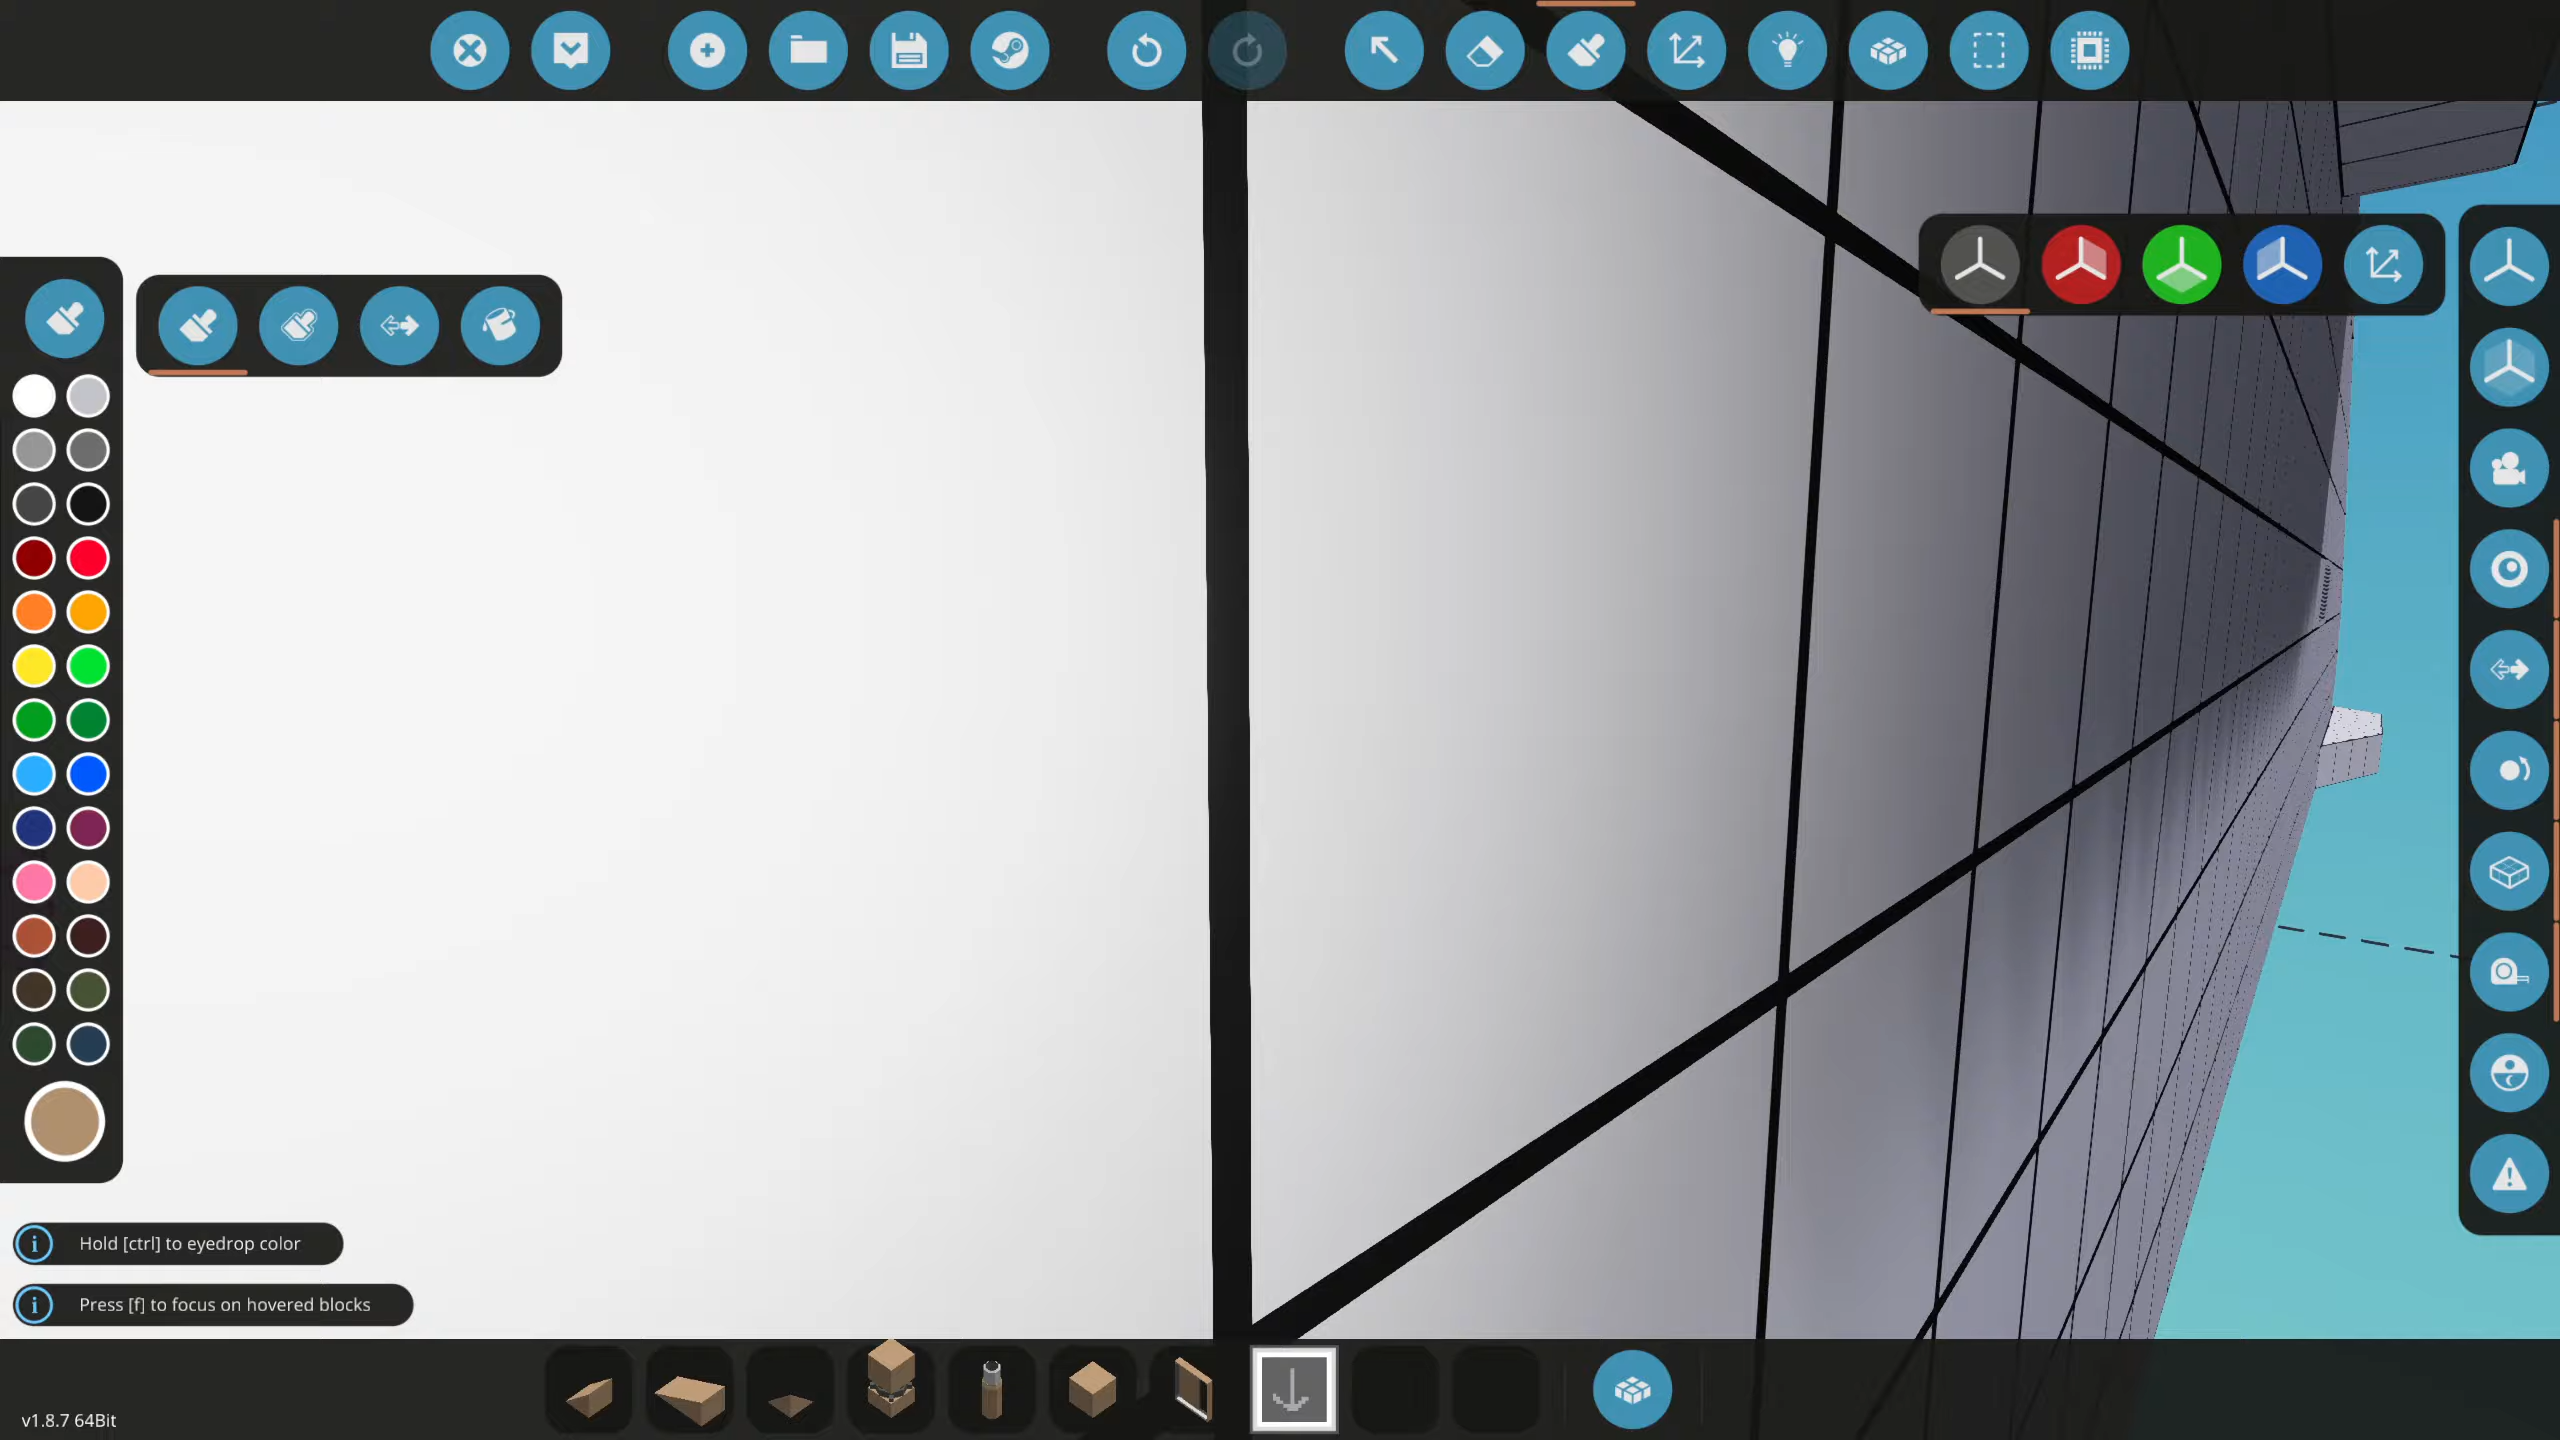 Hold [ctrl] to eyedrop color
Press [f] to focus on hovered blocks
v1.8.7 64Bit